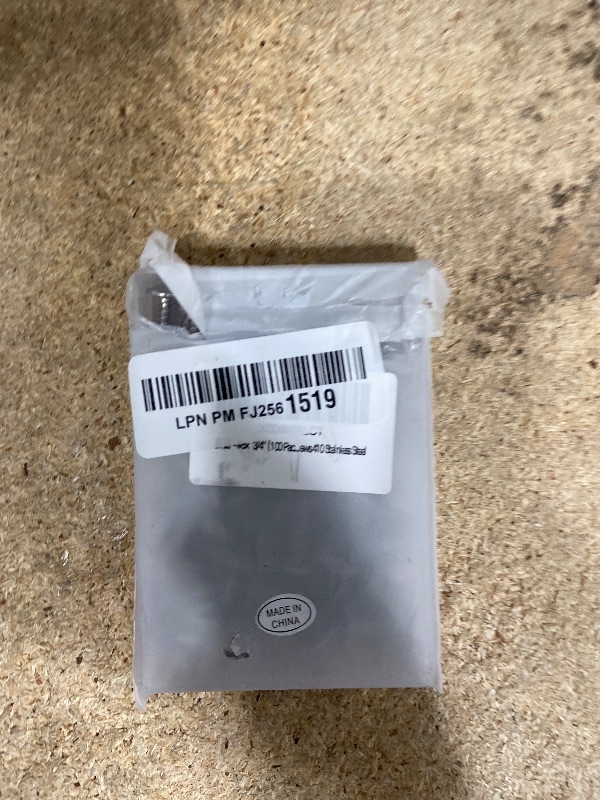 LPN PM FJ256 1519
3/4" (100 Pac... 410 Stainless Steel
MADE IN
CHINA